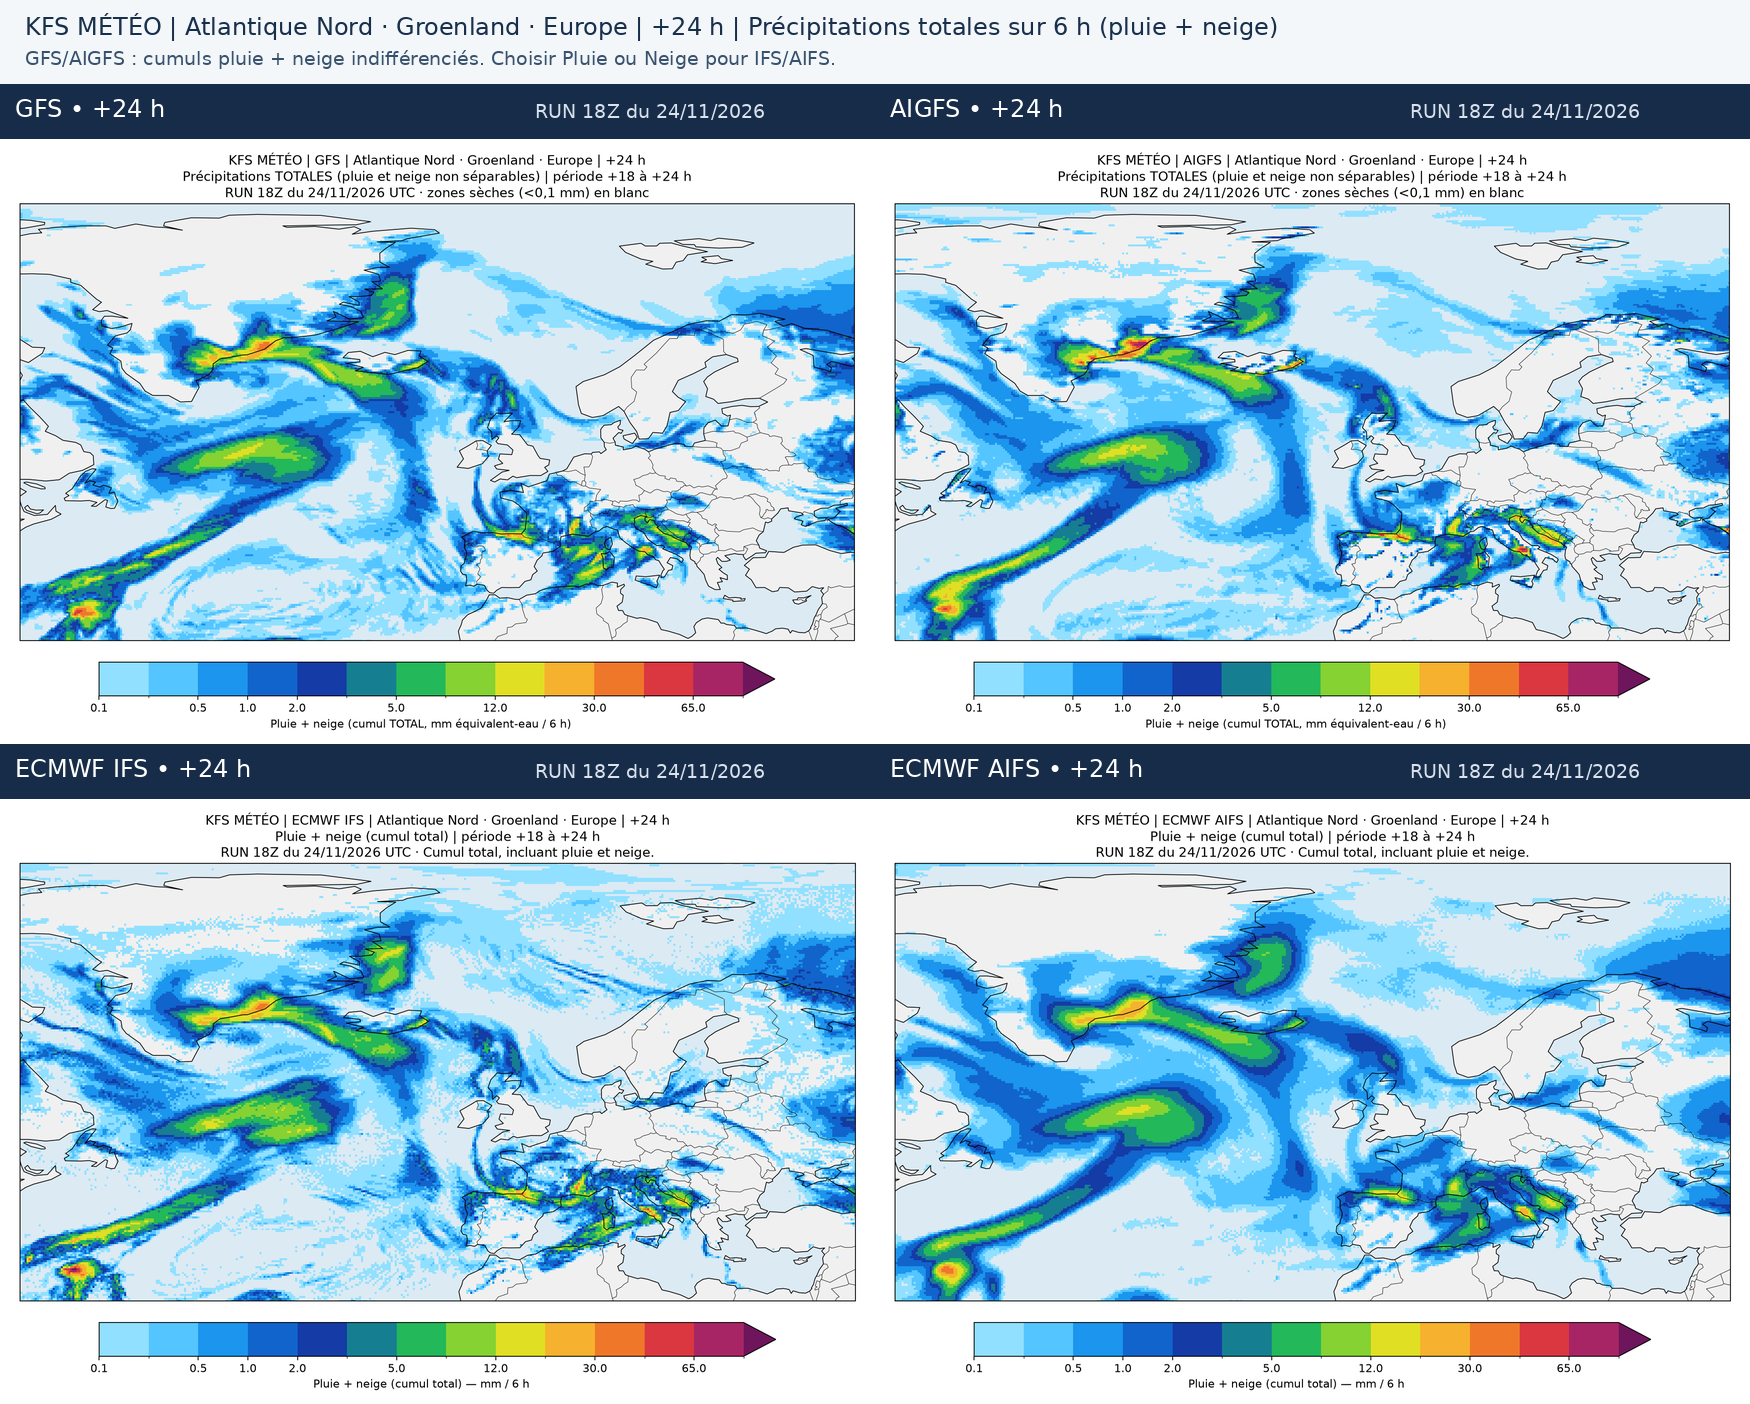 KFS MÉTÉO | Atlantique Nord · Groenland · Europe | +24 h | Précipitations totales sur 6 h (pluie + neige)
GFS/AIGFS : cumuls pluie + neige indifférenciés. Choisir Pluie ou Neige pour IFS/AIFS.
GFS • +24 h
RUN 18Z du 24/11/2026
KFS MÉTÉO | GFS | Atlantique Nord · Groenland · Europe | +24 h
Précipitations TOTALES (pluie et neige non séparables) | période +18 à +24 h
RUN 18Z du 24/11/2026 UTC · zones sèches (<0,1 mm) en blanc
0.1 0.5 1.0 2.0 5.0 12.0 30.0 65.0
Pluie + neige (cumul TOTAL, mm équivalent-eau / 6 h)
AIGFS • +24 h
RUN 18Z du 24/11/2026
KFS MÉTÉO | AIGFS | Atlantique Nord · Groenland · Europe | +24 h
Précipitations TOTALES (pluie et neige non séparables) | période +18 à +24 h
RUN 18Z du 24/11/2026 UTC · zones sèches (<0,1 mm) en blanc
0.1 0.5 1.0 2.0 5.0 12.0 30.0 65.0
Pluie + neige (cumul TOTAL, mm équivalent-eau / 6 h)
ECMWF IFS • +24 h
RUN 18Z du 24/11/2026
KFS MÉTÉO | ECMWF IFS | Atlantique Nord · Groenland · Europe | +24 h
Pluie + neige (cumul total) | période +18 à +24 h
RUN 18Z du 24/11/2026 UTC · Cumul total, incluant pluie et neige.
0.1 0.5 1.0 2.0 5.0 12.0 30.0 65.0
Pluie + neige (cumul total) — mm / 6 h
ECMWF AIFS • +24 h
RUN 18Z du 24/11/2026
KFS MÉTÉO | ECMWF AIFS | Atlantique Nord · Groenland · Europe | +24 h
Pluie + neige (cumul total) | période +18 à +24 h
RUN 18Z du 24/11/2026 UTC · Cumul total, incluant pluie et neige.
0.1 0.5 1.0 2.0 5.0 12.0 30.0 65.0
Pluie + neige (cumul total) — mm / 6 h